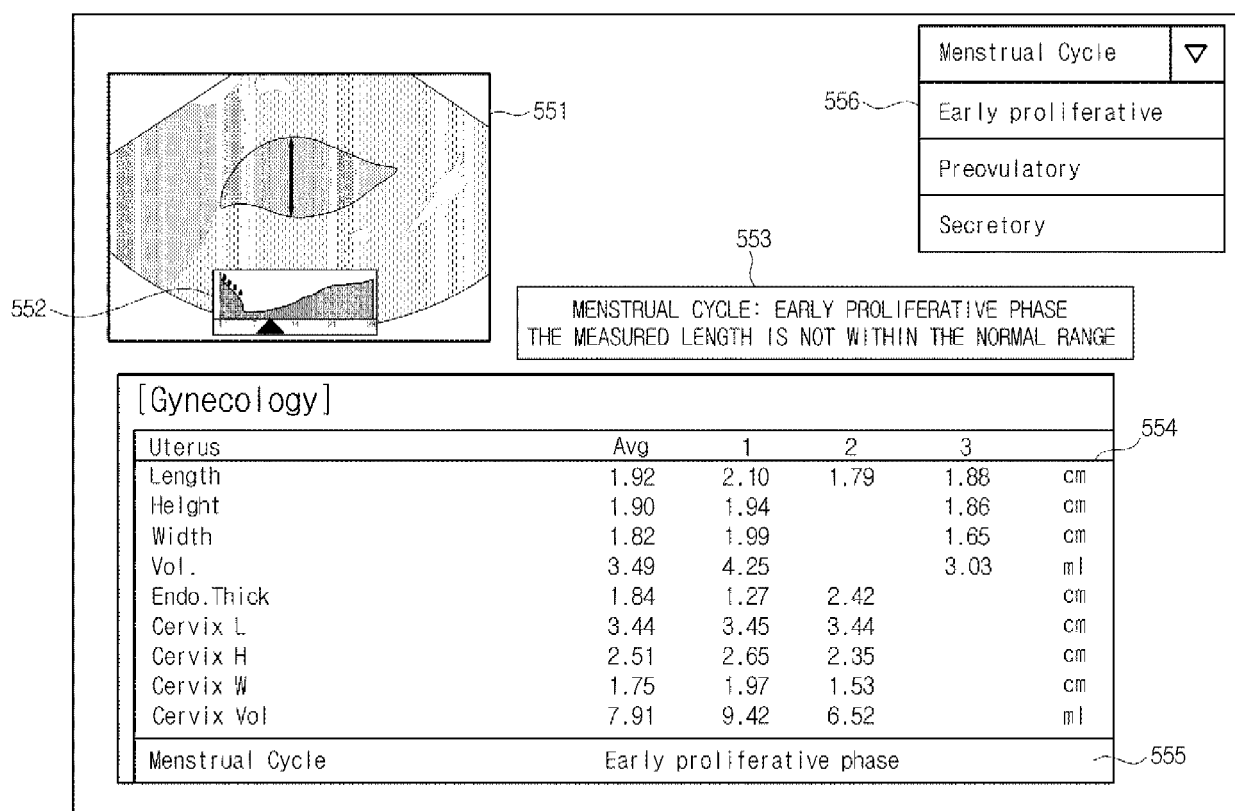 Menstrual Cycle ▽
556
Early proliferative
Preovulatory
Secretory
551
552
14 21 28
553
MENSTRUAL CYCLE: EARLY PROLIFERATIVE PHASE
THE MEASURED LENGTH IS NOT WITHIN THE NORMAL RANGE
[Gynecology]
554
Uterus Avg 1 2 3
Length 1.92 2.10 1.79 1.88 cm
Height 1.90 1.94 1.86 cm
Width 1.82 1.99 1.65 cm
Vol. 3.49 4.25 3.03 ml
Endo.Thick 1.84 1.27 2.42 cm
Cervix L 3.44 3.45 3.44 cm
Cervix H 2.51 2.65 2.35 cm
Cervix W 1.75 1.97 1.53 cm
Cervix Vol 7.91 9.42 6.52 ml
Menstrual Cycle Early proliferative phase
555